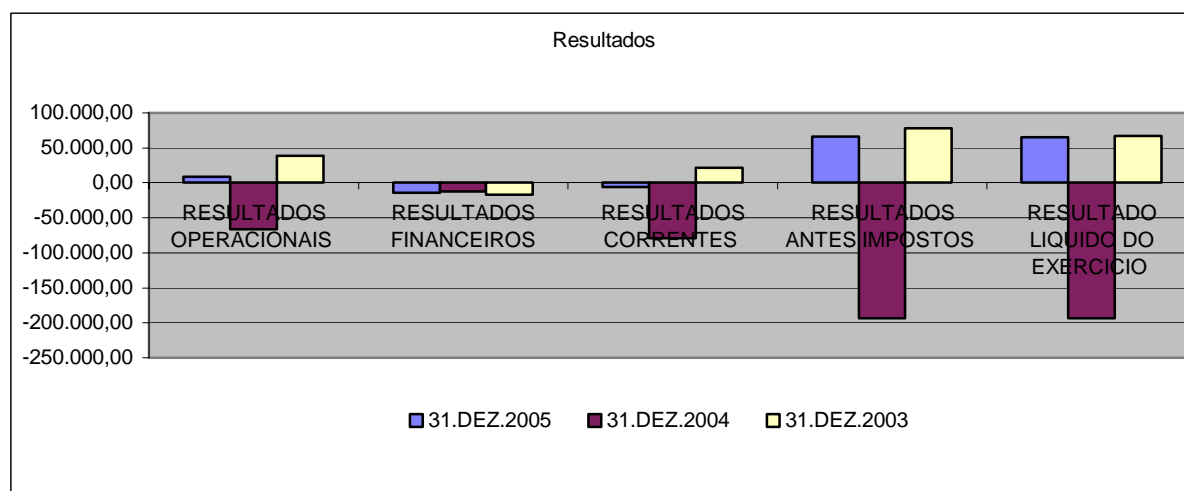 Resultados
100.000,00
50.000,00
0,00
-50.000,00
-100.000,00
-150.000,00
-200.000,00
-250.000,00
RESULTADOS
OPERACIONAIS
RESULTADOS
FINANCEIROS
RESULTADOS
CORRENTES
RESULTADOS
ANTES IMPOSTOS
RESULTADO
LIQUIDO DO
EXERCICIO
31.DEZ.2005 31.DEZ.2004 31.DEZ.2003